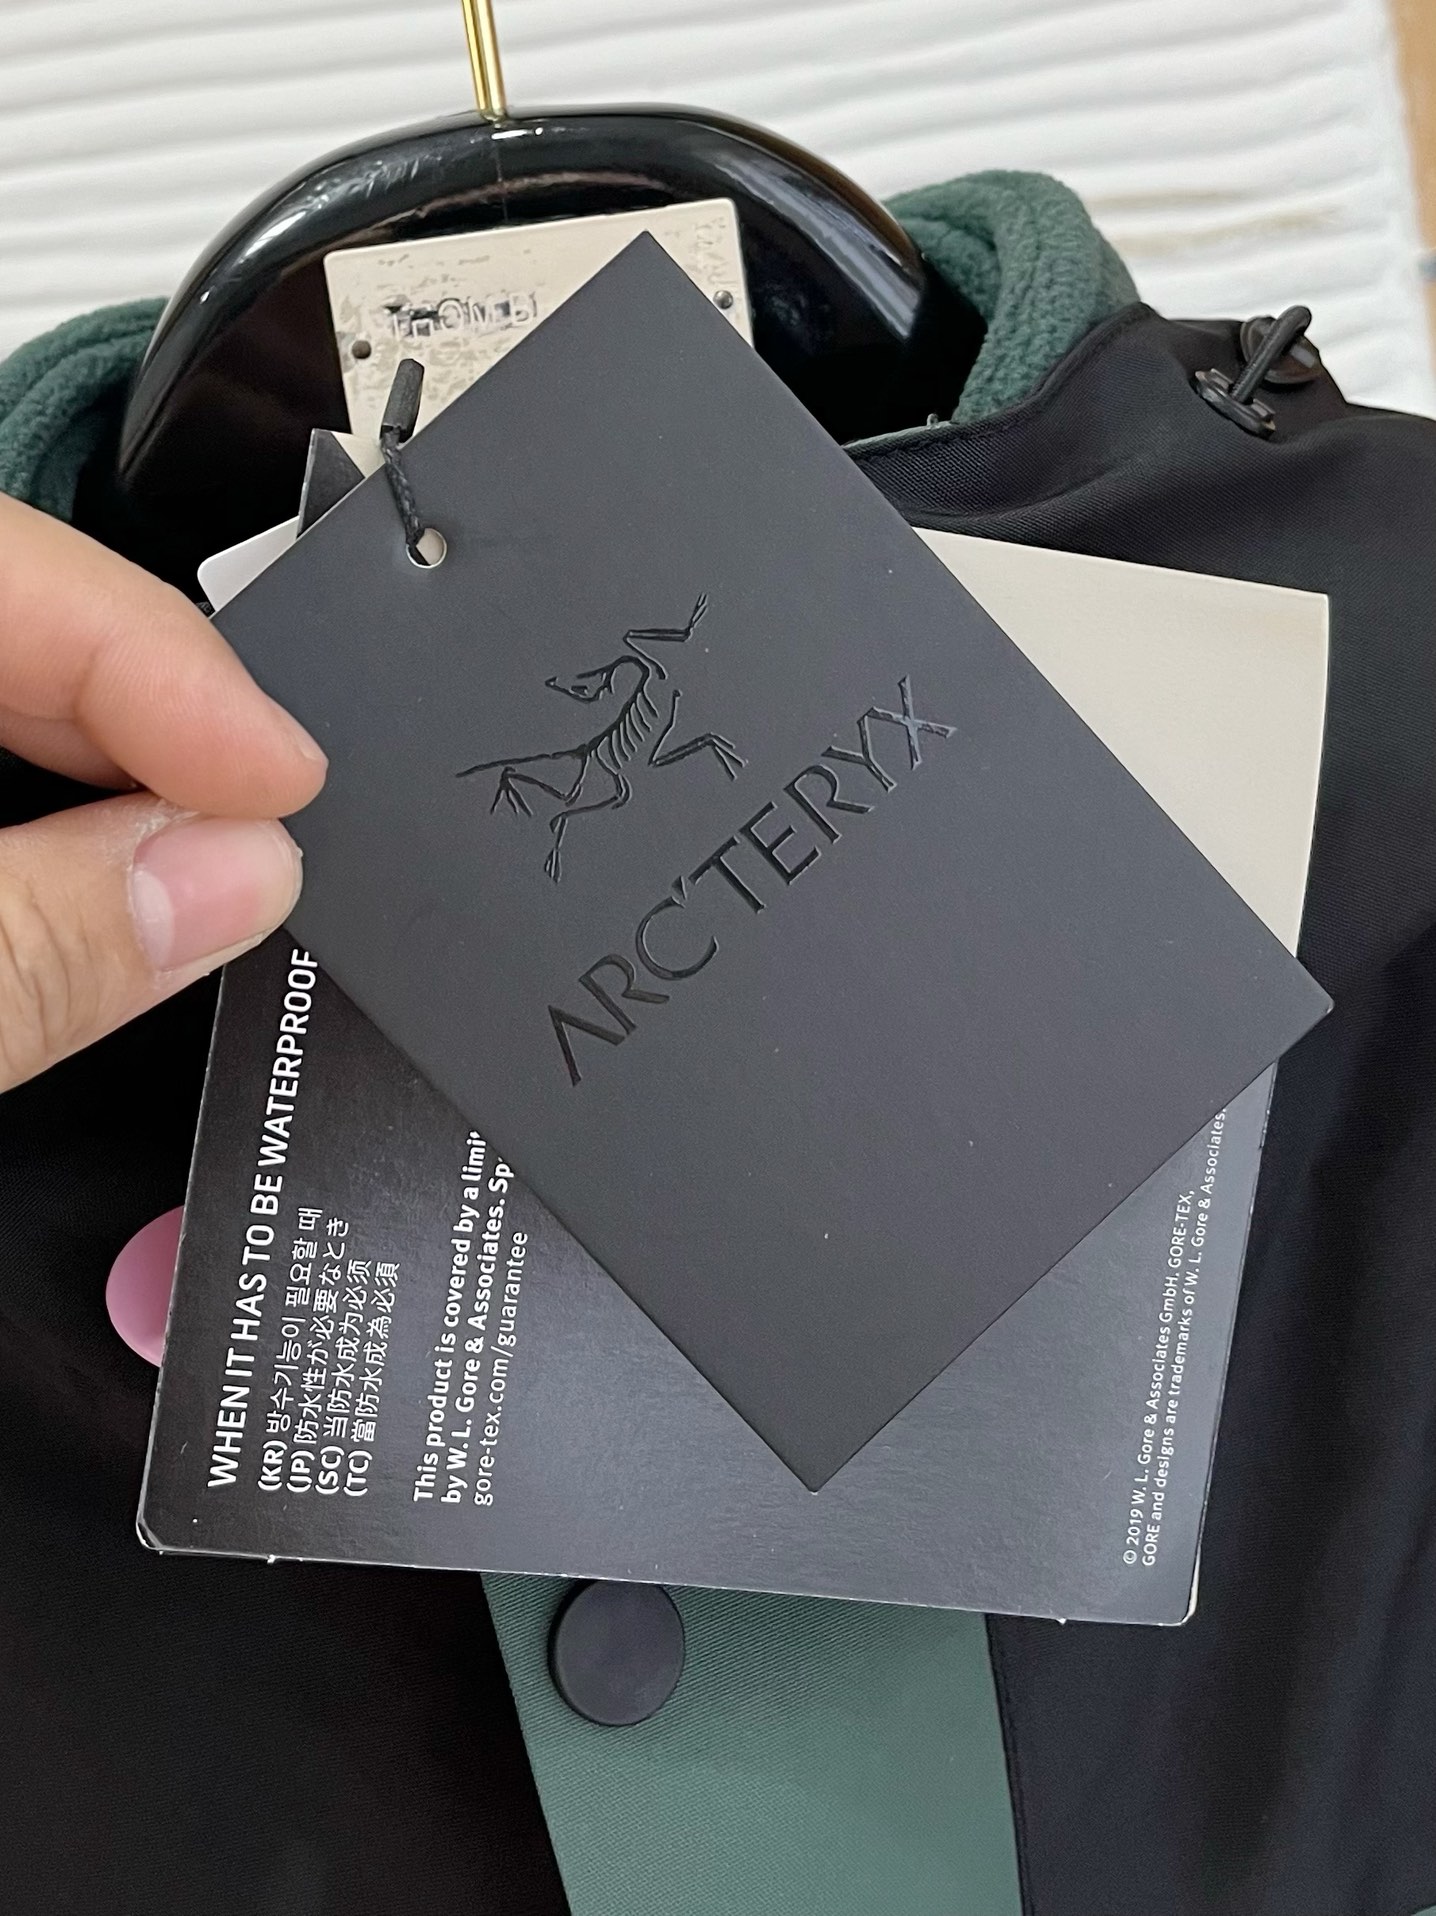 ARC'TERYX
WHEN IT HAS TO BE WATERPROOF
(KR) 방수기능이 필요할 때
(JP) 防水性が必要なとき
(SC) 当防水成为必须
(TC) 當防水成為必須
This product is covered by a
by W. L. Gore & Associates.
gore-tex.com/guarantee
© 2019 W. L. Gore & Associates GmbH. GORE-TEX,
GORE and designs are trademarks of W. L. Gore & Associates.